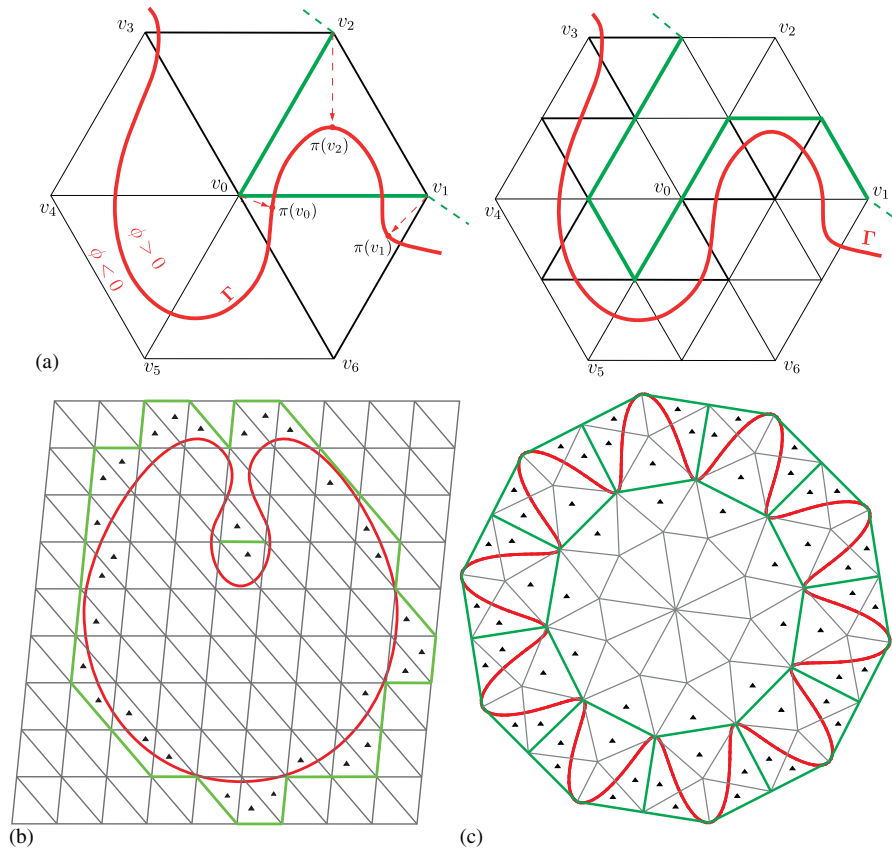 v₃ v₂ v₃ v₂
π(v₂)
v₀ v₁ v₀ v₁
v₄ π(v₀) v₄
π(v₁) Γ
ϕ > 0
ϕ < 0
Γ
(a) v₅ v₆ v₅ v₆
(b) (c)